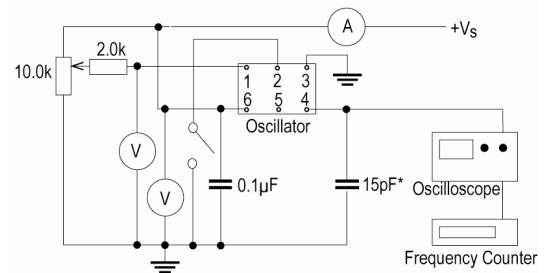 A
+Vs
2.0k
10.0k
1 2 3
6 5 4
Oscillator
V
V
0.1µF
15pF*
Oscilloscope
Frequency Counter